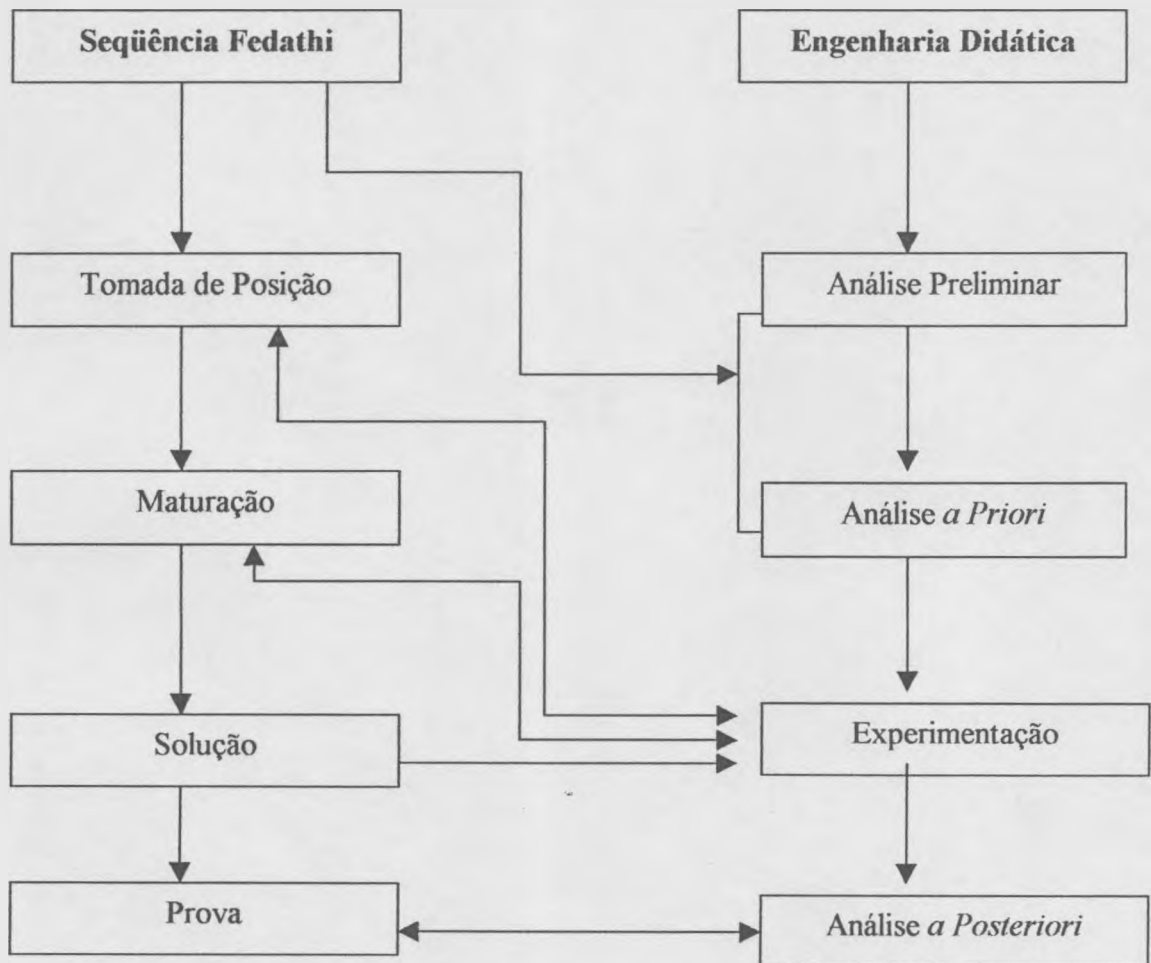 Seqüência Fedathi
Engenharia Didática
Tomada de Posição
Análise Preliminar
Maturação
Análise a Priori
Solução
Experimentação
Prova
Análise a Posteriori